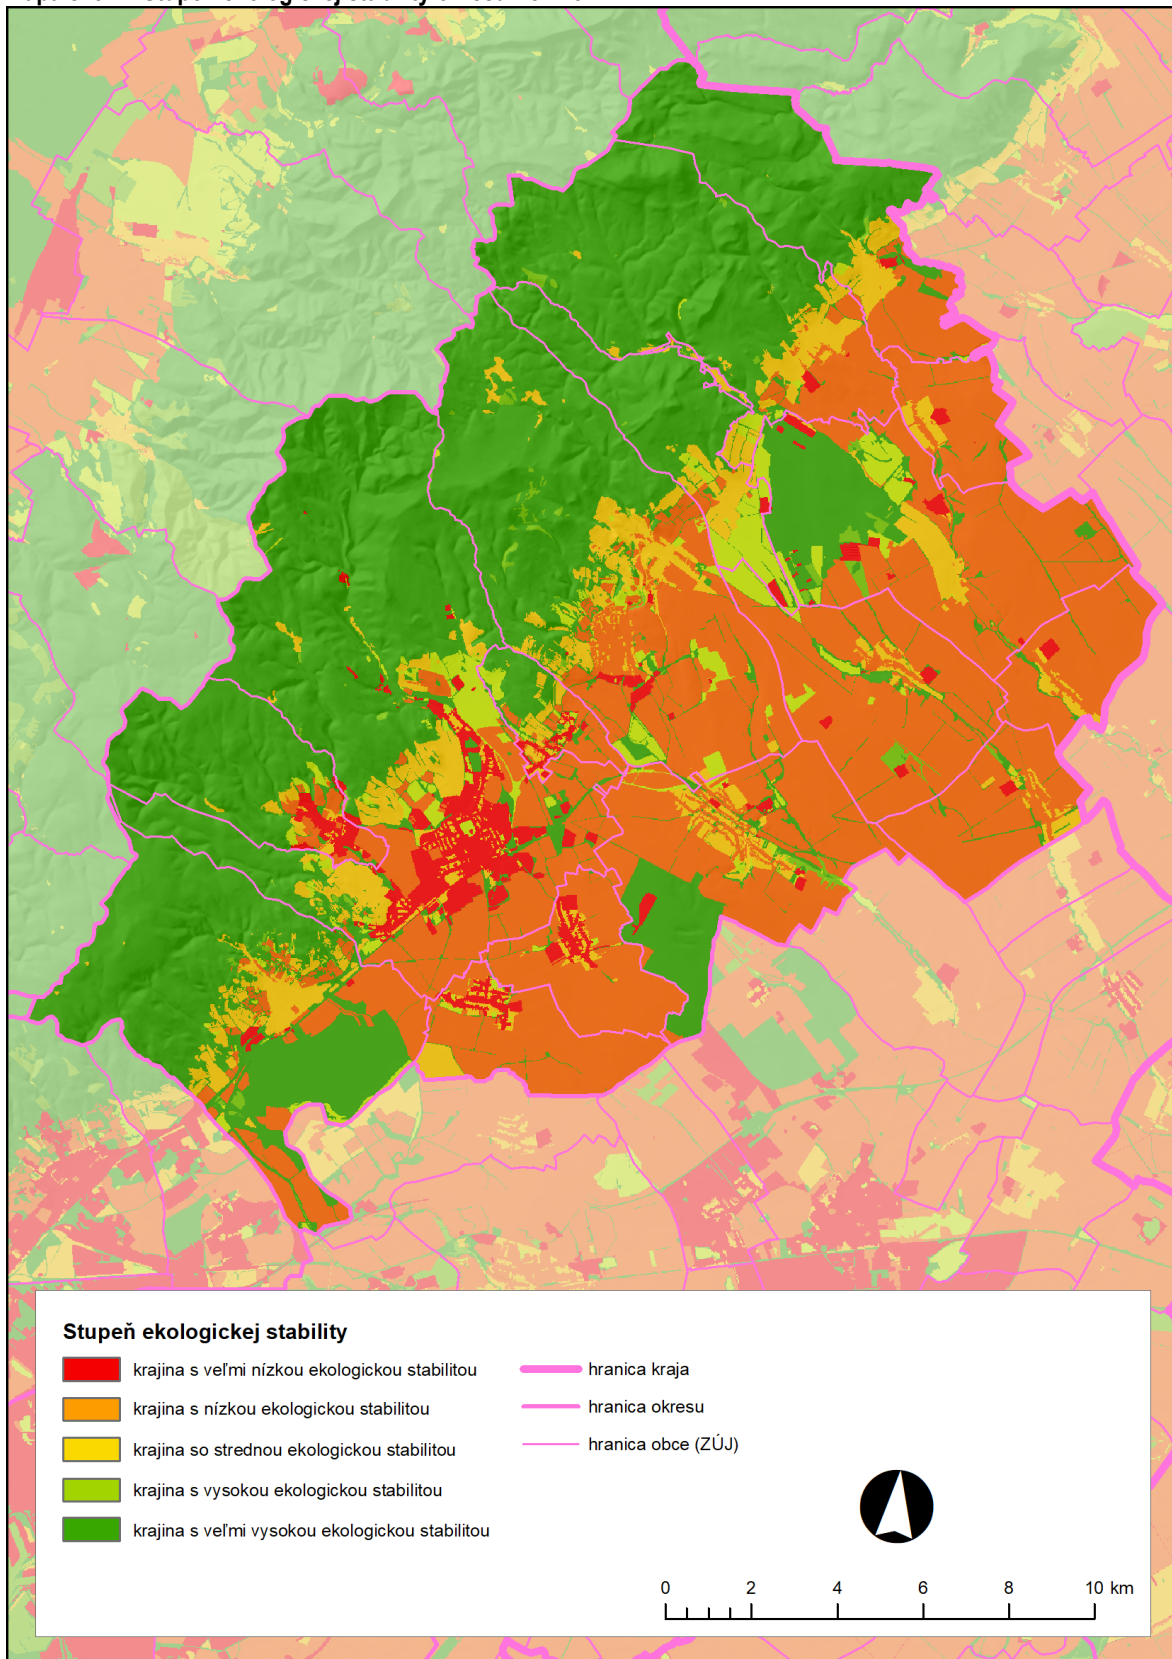 Stupeň ekologickej stability
krajina s veľmi nízkou ekologickou stabilitou
krajina s nízkou ekologickou stabilitou
krajina so strednou ekologickou stabilitou
krajina s vysokou ekologickou stabilitou
krajina s veľmi vysokou ekologickou stabilitou
hranica kraja
hranica okresu
hranica obce (ZÚJ)
0 2 4 6 8 10 km